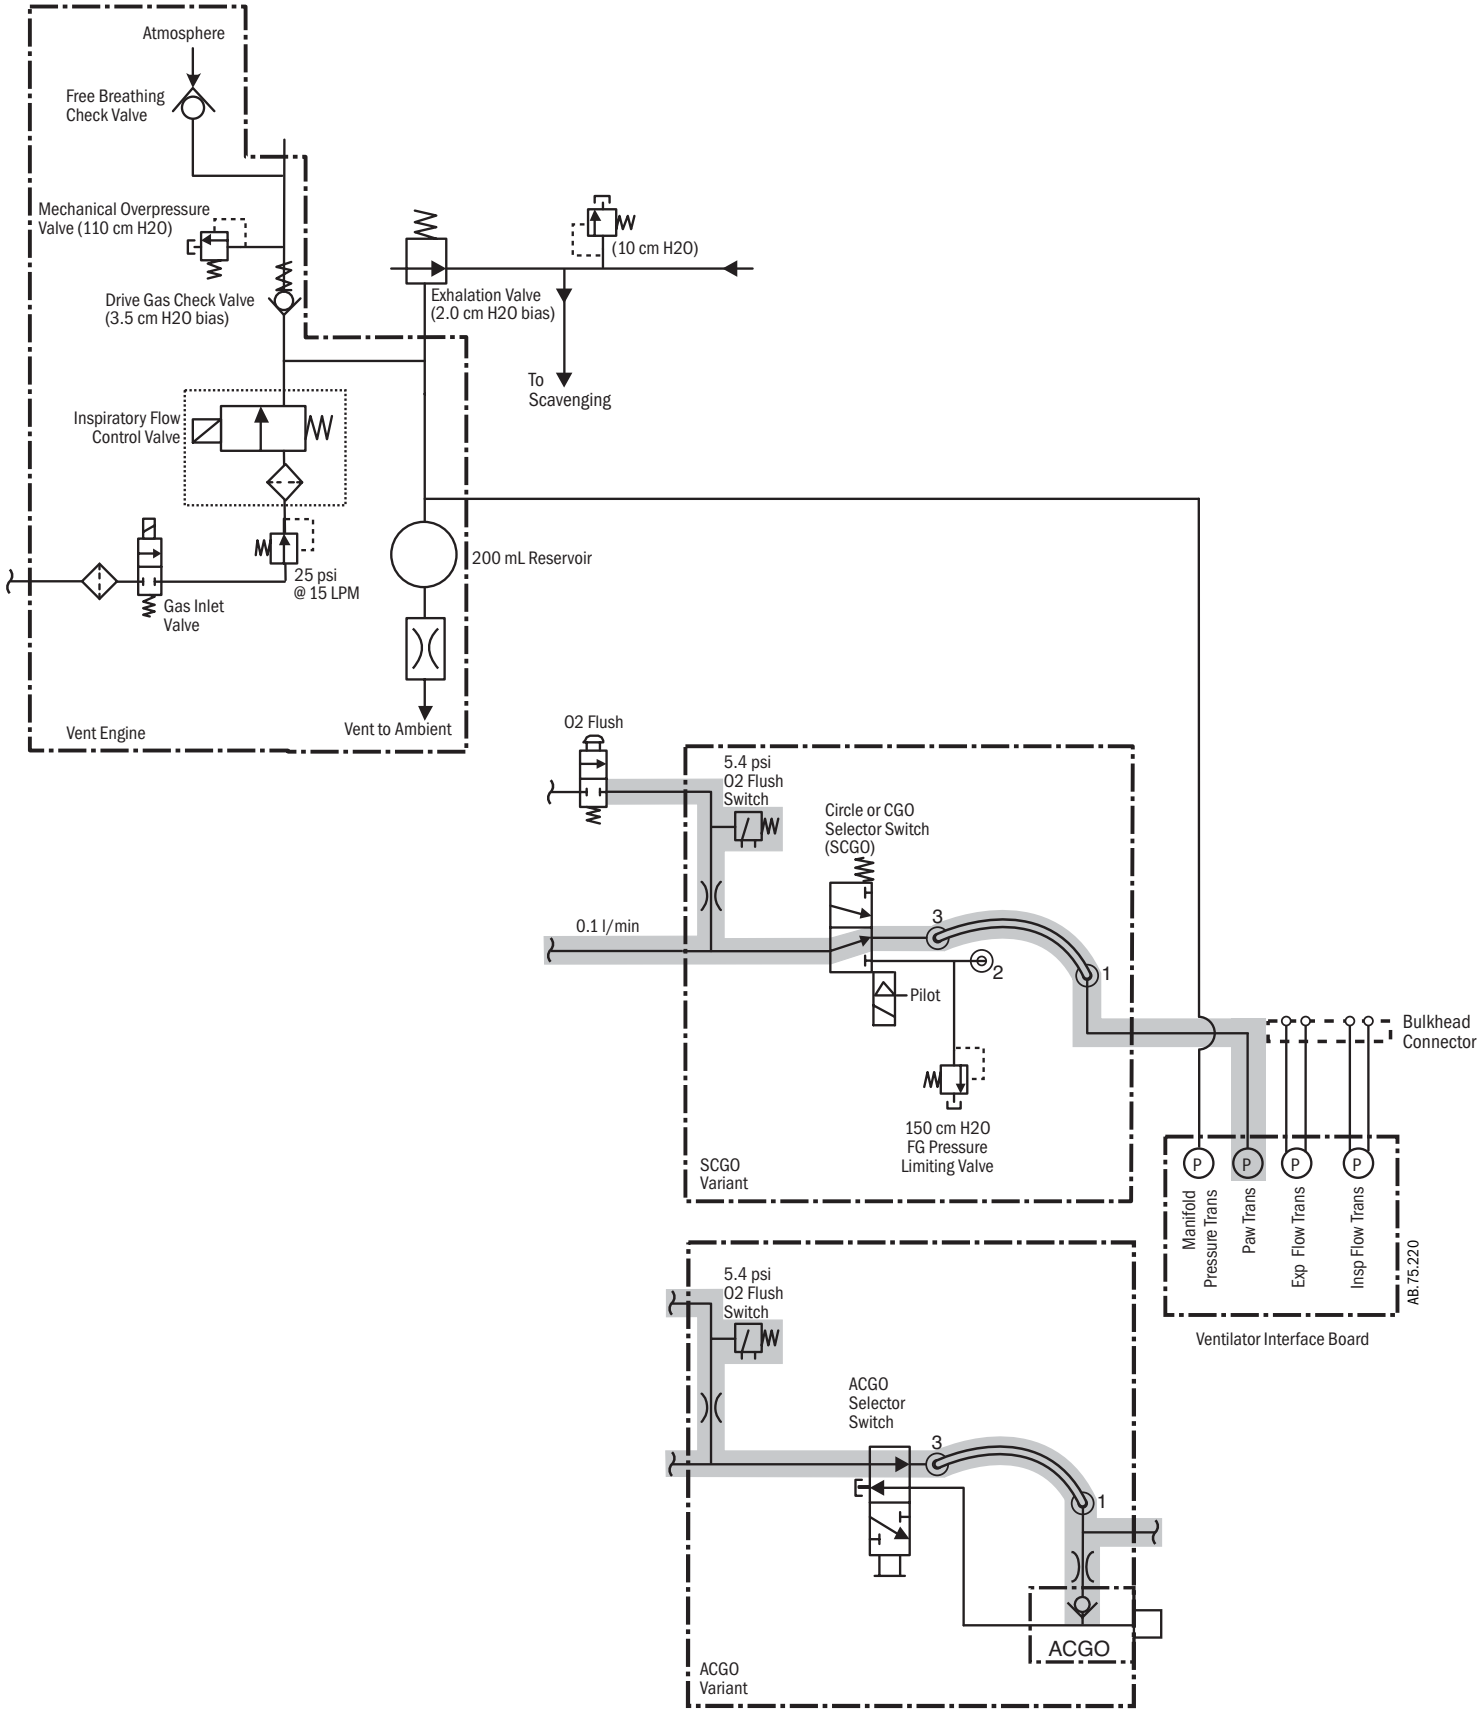 Atmosphere
Free Breathing
Check Valve
Mechanical Overpressure
Valve (110 cm H2O)
(10 cm H2O)
Drive Gas Check Valve
(3.5 cm H2O bias)
Exhalation Valve
(2.0 cm H2O bias)
To
Scavenging
Inspiratory Flow
Control Valve
200 mL Reservoir
25 psi
@ 15 LPM
Gas Inlet
Valve
Vent to Ambient
Vent Engine
O2 Flush
5.4 psi
O2 Flush
Switch
Circle or CGO
Selector Switch
(SCGO)
0.1 l/min
3
2
1
Pilot
Bulkhead
Connector
150 cm H2O
FG Pressure
Limiting Valve
SCGO
Variant
P
P
P
P
Manifold
Pressure Trans
Paw Trans
Exp Flow Trans
Insp Flow Trans
AB.75.220
Ventilator Interface Board
5.4 psi
O2 Flush
Switch
ACGO
Selector
Switch
3
1
ACGO
ACGO
Variant